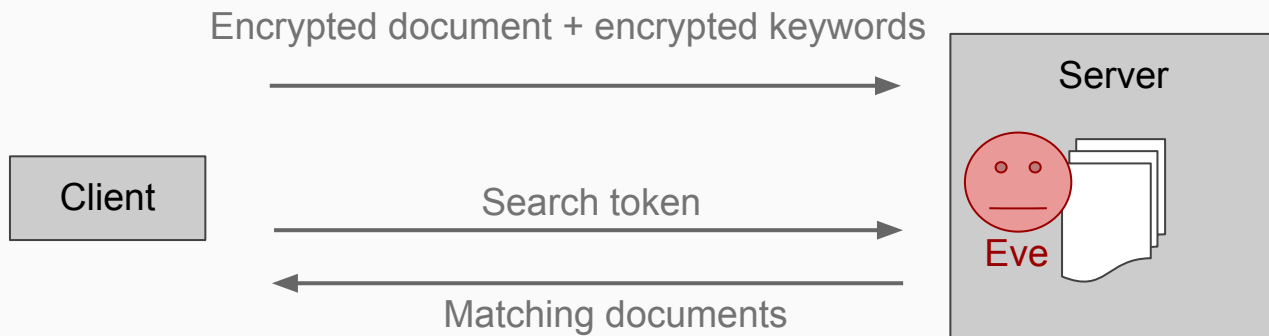 Encrypted document + encrypted keywords
Server
Client
Search token
Eve
Matching documents